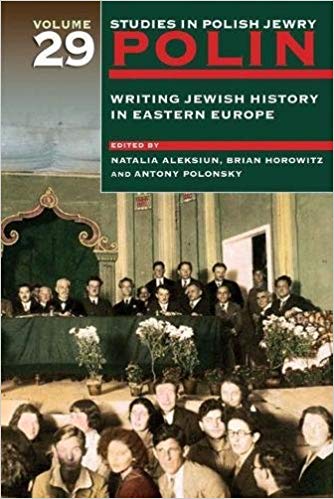 VOLUME
29
STUDIES IN POLISH JEWRY
POLIN
WRITING JEWISH HISTORY
IN EASTERN EUROPE
EDITED BY
NATALIA ALEKSIUN, BRIAN HOROWITZ
AND ANTONY POLONSKY